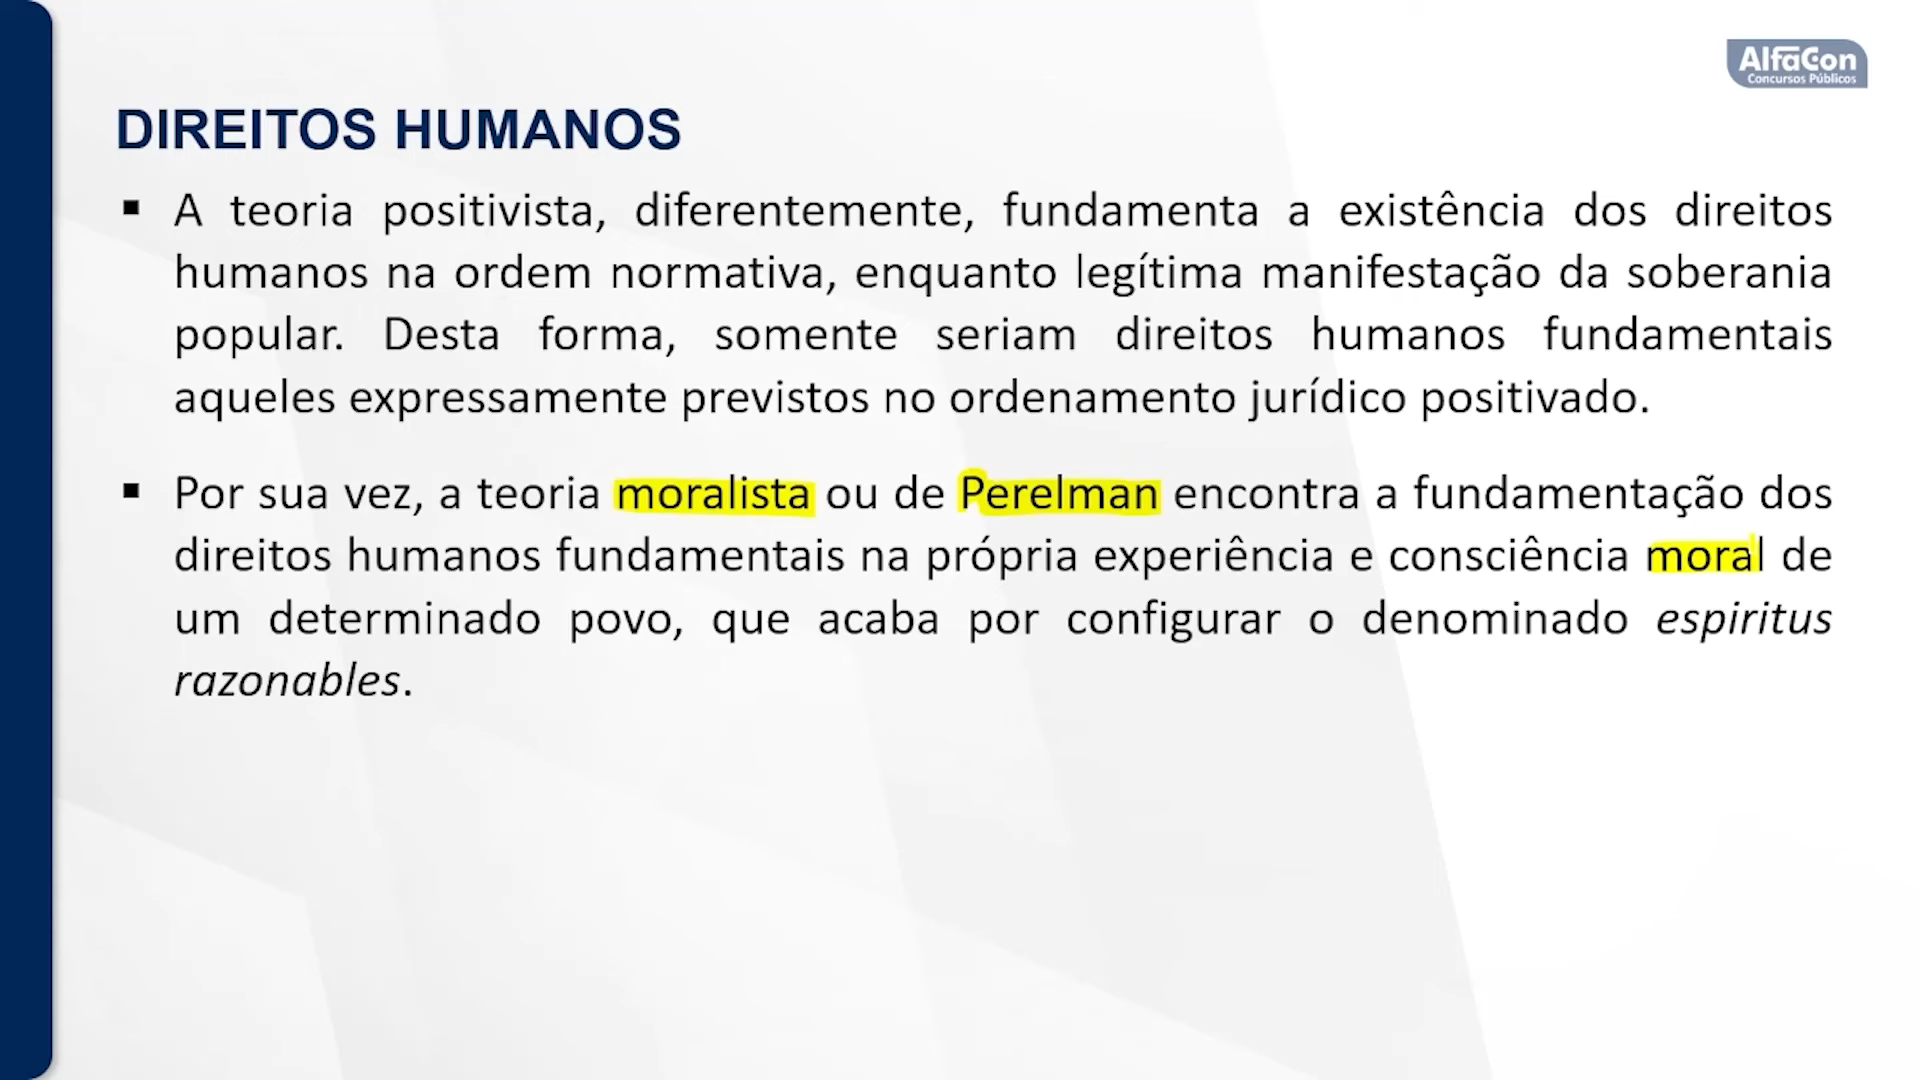 AlfaCon
Concursos Públicos
DIREITOS HUMANOS
▪ A teoria positivista, diferentemente, fundamenta a existência dos direitos
humanos na ordem normativa, enquanto legítima manifestação da soberania
popular. Desta forma, somente seriam direitos humanos fundamentais
aqueles expressamente previstos no ordenamento jurídico positivado.
▪ Por sua vez, a teoria moralista ou de Perelman encontra a fundamentação dos
direitos humanos fundamentais na própria experiência e consciência moral de
um determinado povo, que acaba por configurar o denominado espiritus
razonables.